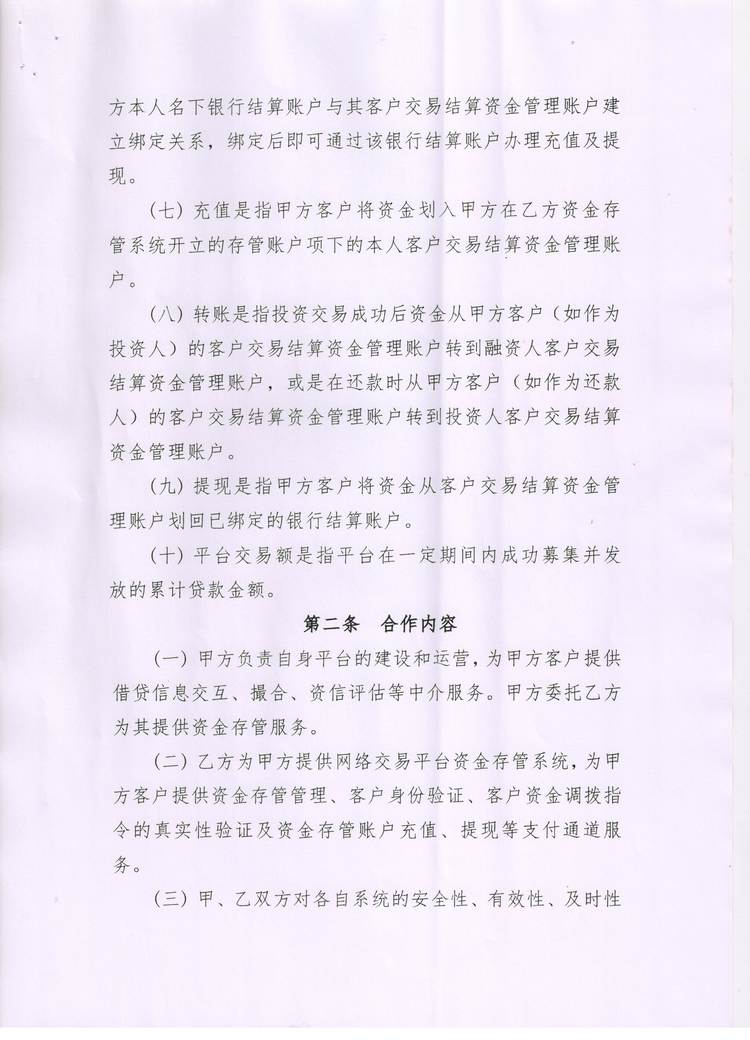 方本人名下银行结算账户与其客户交易结算资金管理账户建
立绑定关系，绑定后即可通过该银行结算账户办理充值及提
现。
（七）充值是指甲方客户将资金划入甲方在乙方资金存
管系统开立的存管账户项下的本人客户交易结算资金管理账
户。
（八）转账是指投资交易成功后资金从甲方客户（如作为
投资人）的客户交易结算资金管理账户转到融资人客户交易
结算资金管理账户，或是在还款时从甲方客户（如作为还款
人）的客户交易结算资金管理账户转到投资人客户交易结算
资金管理账户。
（九）提现是指甲方客户将资金从客户交易结算资金管
理账户划回已绑定的银行结算账户。
（十）平台交易额是指平台在一定期间内成功募集并发
放的累计贷款金额。
第二条 合作内容
（一）甲方负责自身平台的建设和运营，为甲方客户提供
借贷信息交互、撮合、资信评估等中介服务。甲方委托乙方
为其提供资金存管服务。
（二）乙方为甲方提供网络交易平台资金存管系统，为甲
方客户提供资金存管管理、客户身份验证、客户资金调拨指
令的真实性验证及资金存管账户充值、提现等支付通道服
务。
（三）甲、乙双方对各自系统的安全性、有效性、及时性